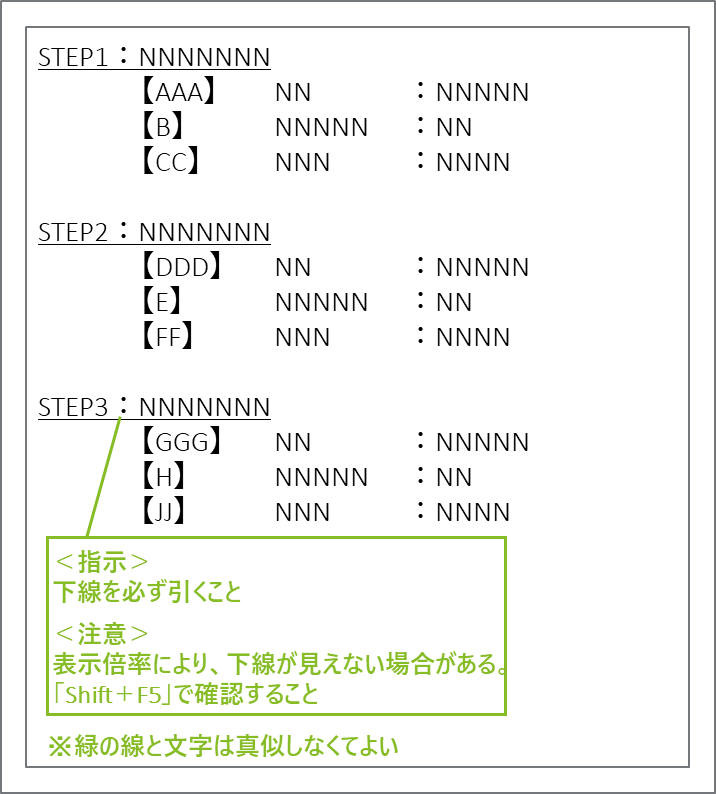 STEP1：NNNNNNN
【AAA】 NN ：NNNNN
【B】 NNNNN ：NN
【CC】 NNN ：NNNN
STEP2：NNNNNNN
【DDD】 NN ：NNNNN
【E】 NNNNN ：NN
【FF】 NNN ：NNNN
STEP3：NNNNNNN
【GGG】 NN ：NNNNN
【H】 NNNNN ：NN
【JJ】 NNN ：NNNN
＜指示＞
下線を必ず引くこと
＜注意＞
表示倍率により、下線が見えない場合がある。
「Shift＋F5」で確認すること
※緑の線と文字は真似しなくてよい